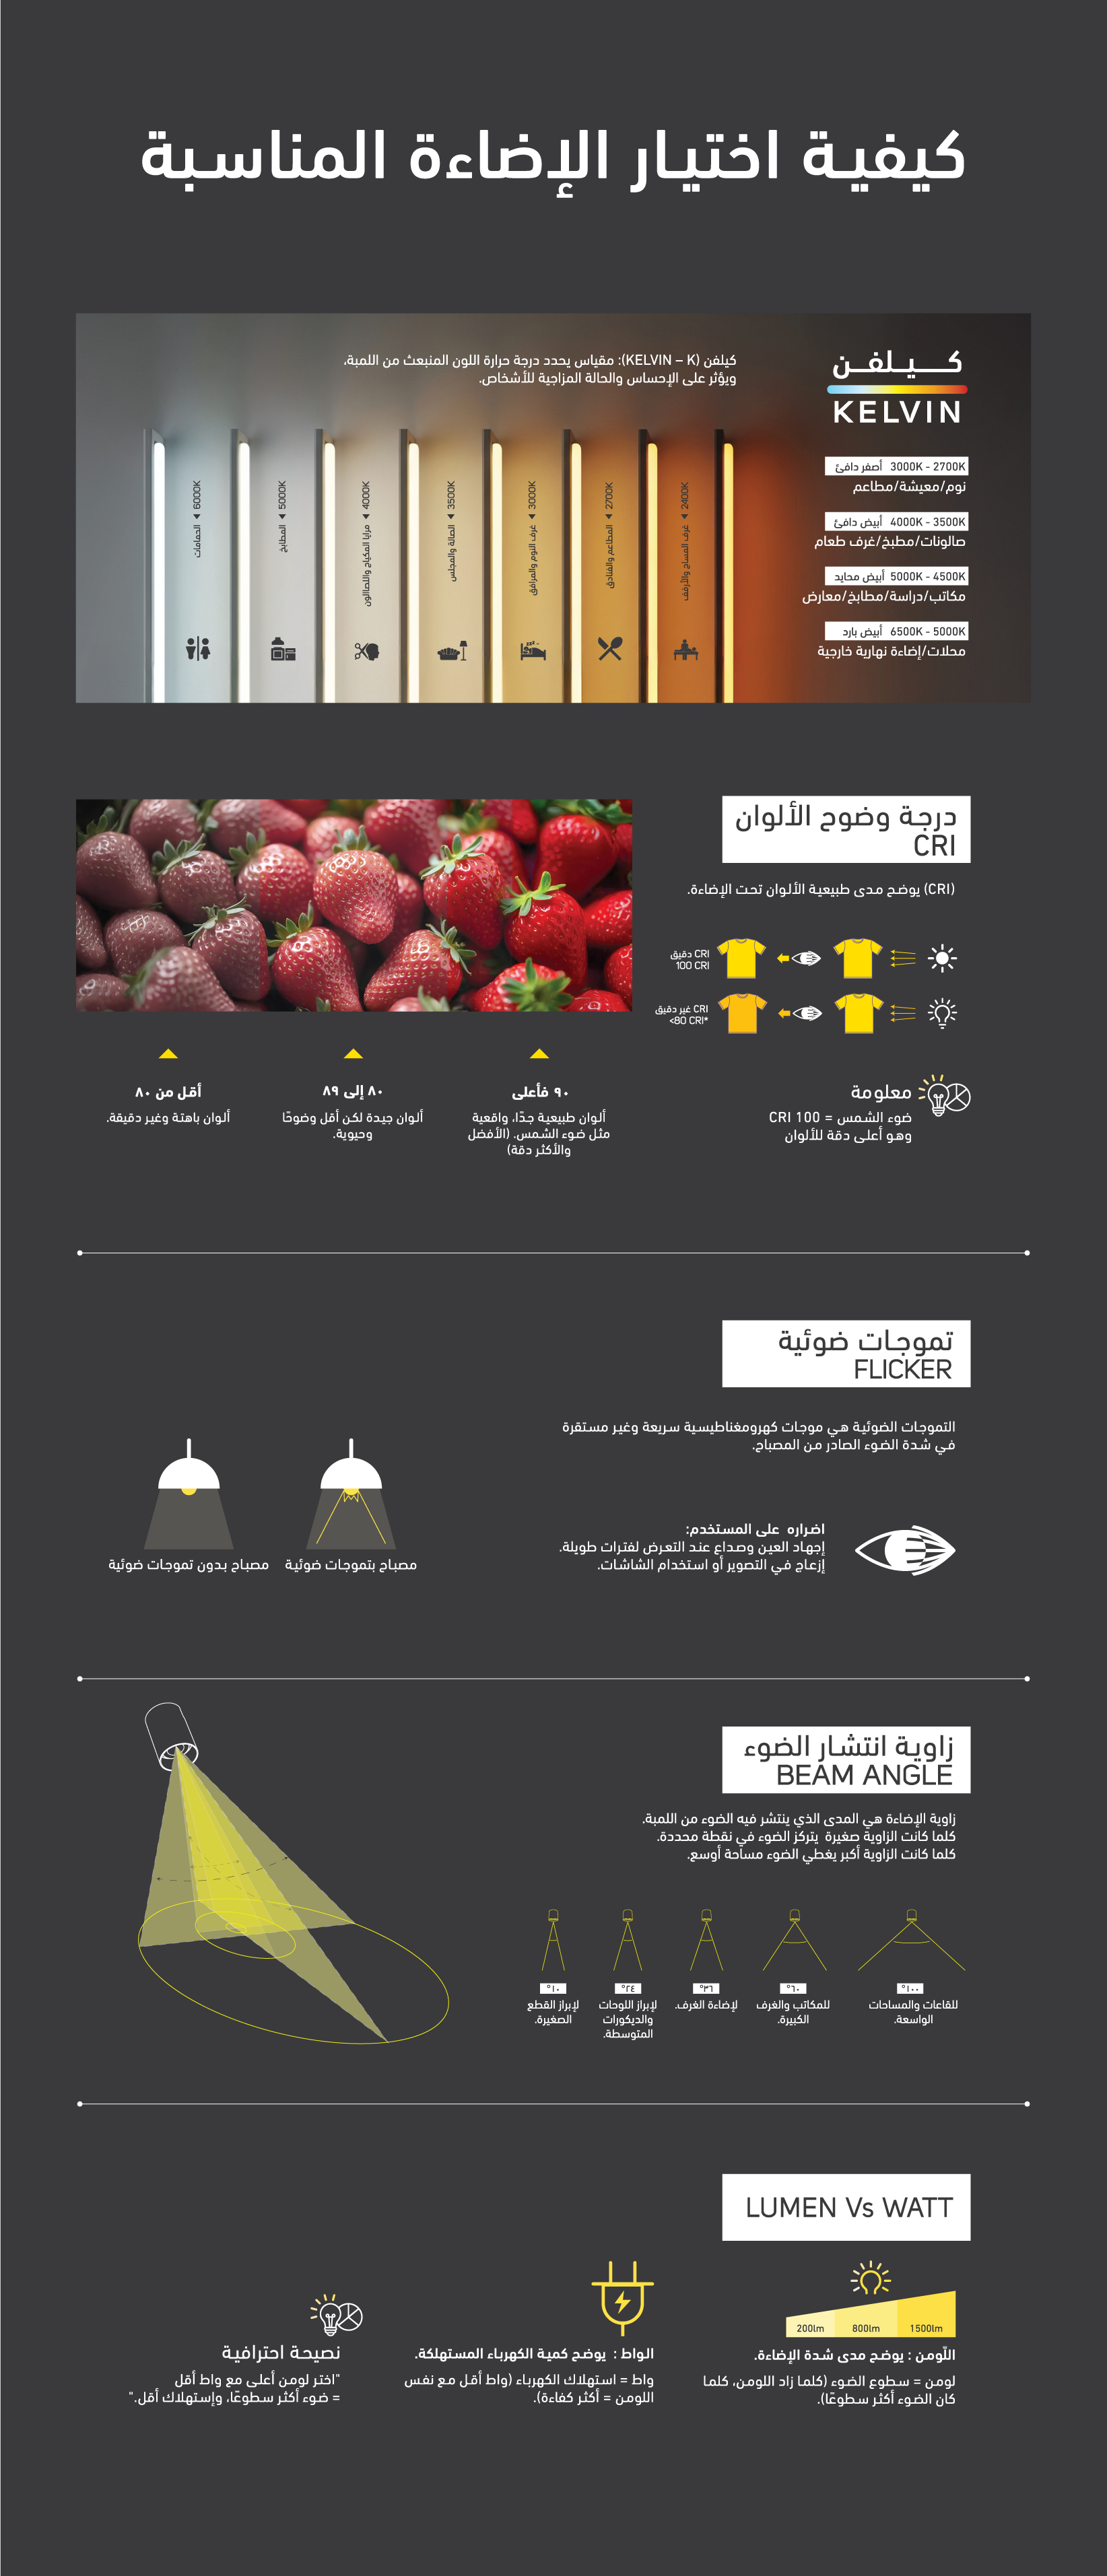 كيفية اختيار الإضاءة المناسبة
كـــيـلفــن
KELVIN
كيلفن (KELVIN – K): مقياس يحدد درجة حرارة اللون المنبعث من اللمبة،
ويؤثر على الإحساس والحالة المزاجية للأشخاص.
3000K - 2700K أصفر دافئ
نوم/معيشة/مطاعم
4000K - 3500K أبيض دافئ
صالونات/مطبخ/غرف طعام
5000K - 4500K أبيض محايد
مكاتب/دراسة/مطابخ/معارض
6500K - 5000K أبيض بارد
محلات/إضاءة نهارية خارجية
غرف المساج والأرفف ◄ 2400K
المطاعم والفنادق ◄ 2700K
غرف النوم والمرافق ◄ 3000K
الصالة والمجلس ◄ 3500K
مرايا المكياج واللصاالون ◄ 4000K
المطابخ ◄ 5000K
الحمامات ◄ 6000K
درجة وضوح الألوان
CRI
(CRI) يوضح مدى طبيعية الألوان تحت الإضاءة.
CRI دقيق
100 CRI
CRI غير دقيق
<80 CRI*
معلومة
ضوء الشمس = 100 CRI
وهو أعلى دقة للألوان
٩٠ فأعلى
ألوان طبيعية جدًا، واقعية
مثل ضوء الشمس. (الأفضل
والأكثر دقة)
٨٠ إلى ٨٩
ألوان جيدة لكن أقل وضوحًا
وحيوية.
أقل من ٨٠
ألوان باهتة وغير دقيقة.
تموجات ضوئية
FLICKER
التموجات الضوئية هي موجات كهرومغناطيسية سريعة وغير مستقرة
في شدة الضوء الصادر من المصباح.
اضراره على المستخدم:
إجهاد العين وصداع عند التعرض لفترات طويلة.
إزعاج في التصوير أو استخدام الشاشات.
مصباح بتموجات ضوئية
مصباح بدون تموجات ضوئية
زاوية انتشار الضوء
BEAM ANGLE
زاوية الإضاءة هي المدى الذي ينتشر فيه الضوء من اللمبة.
كلما كانت الزاوية صغيرة يتركز الضوء في نقطة محددة.
كلما كانت الزاوية أكبر يغطي الضوء مساحة أوسع.
١٠٠°
للقاعات والمساحات
الواسعة.
٦٠°
للمكاتب والغرف
الكبيرة.
٣٦°
لإضاءة الغرف.
٢٤°
لإبراز اللوحات
والديكورات
المتوسطة.
١٠°
لإبراز القطع
الصغيرة.
LUMEN Vs WATT
200lm 800lm 1500lm
اللّومن : يوضح مدى شدة الإضاءة.
لومن = سطوع الضوء (كلما زاد اللومن، كلما
كان الضوء أكثر سطوعًا).
الواط : يوضح كمية الكهرباء المستهلكة.
واط = استهلاك الكهرباء (واط أقل مع نفس
اللومن = أكثر كفاءة).
نصيحة احترافية
"اختر لومن أعلى مع واط أقل
= ضوء أكثر سطوعًا، وإستهلاك أقل."